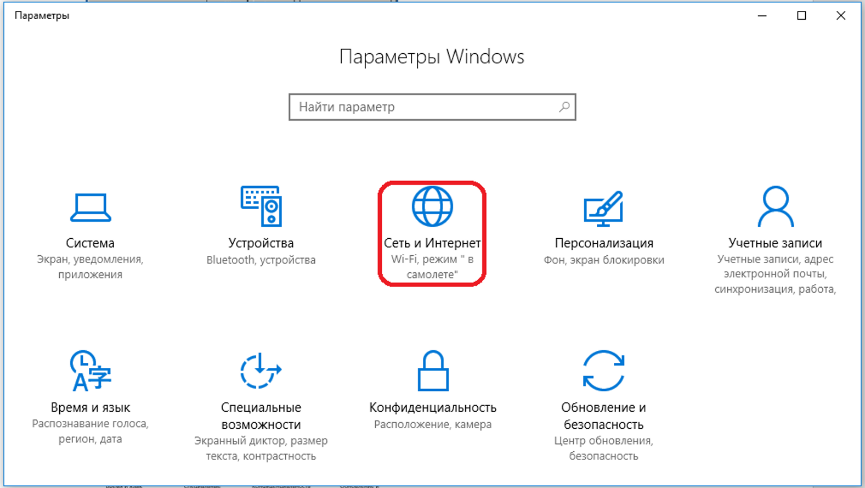 Параметры
Параметры Windows
Найти параметр
Система
Экран, уведомления,
приложения
Устройства
Bluetooth, устройства
Сеть и Интернет
Wi-Fi, режим " в
самолете"
Персонализация
Фон, экран блокировки
Учетные записи
Учетные записи, адрес
электронной почты,
синхронизация, работа,
Время и язык
Распознавание голоса,
регион, дата
Специальные
возможности
Экранный диктор, размер
текста, контрастность
Конфиденциальность
Расположение, камера
Обновление и
безопасность
Центр обновления,
безопасность